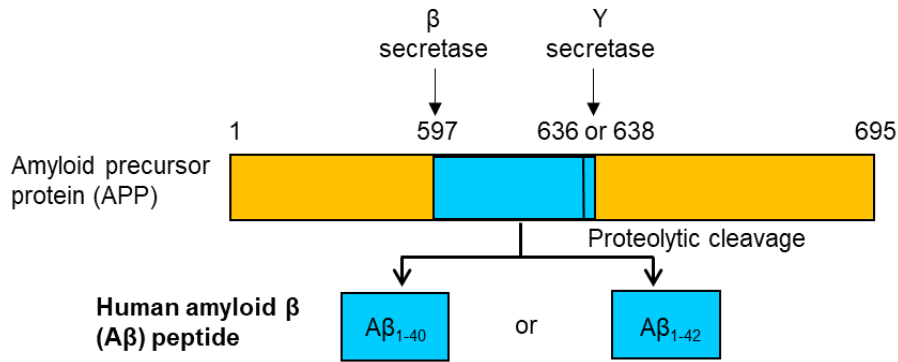 β
secretase
Y
secretase
1
597
636 or 638
695
Amyloid precursor
protein (APP)
Proteolytic cleavage
Human amyloid β
(Aβ) peptide
Aβ₁₋₄₀
or
Aβ₁₋₄₂